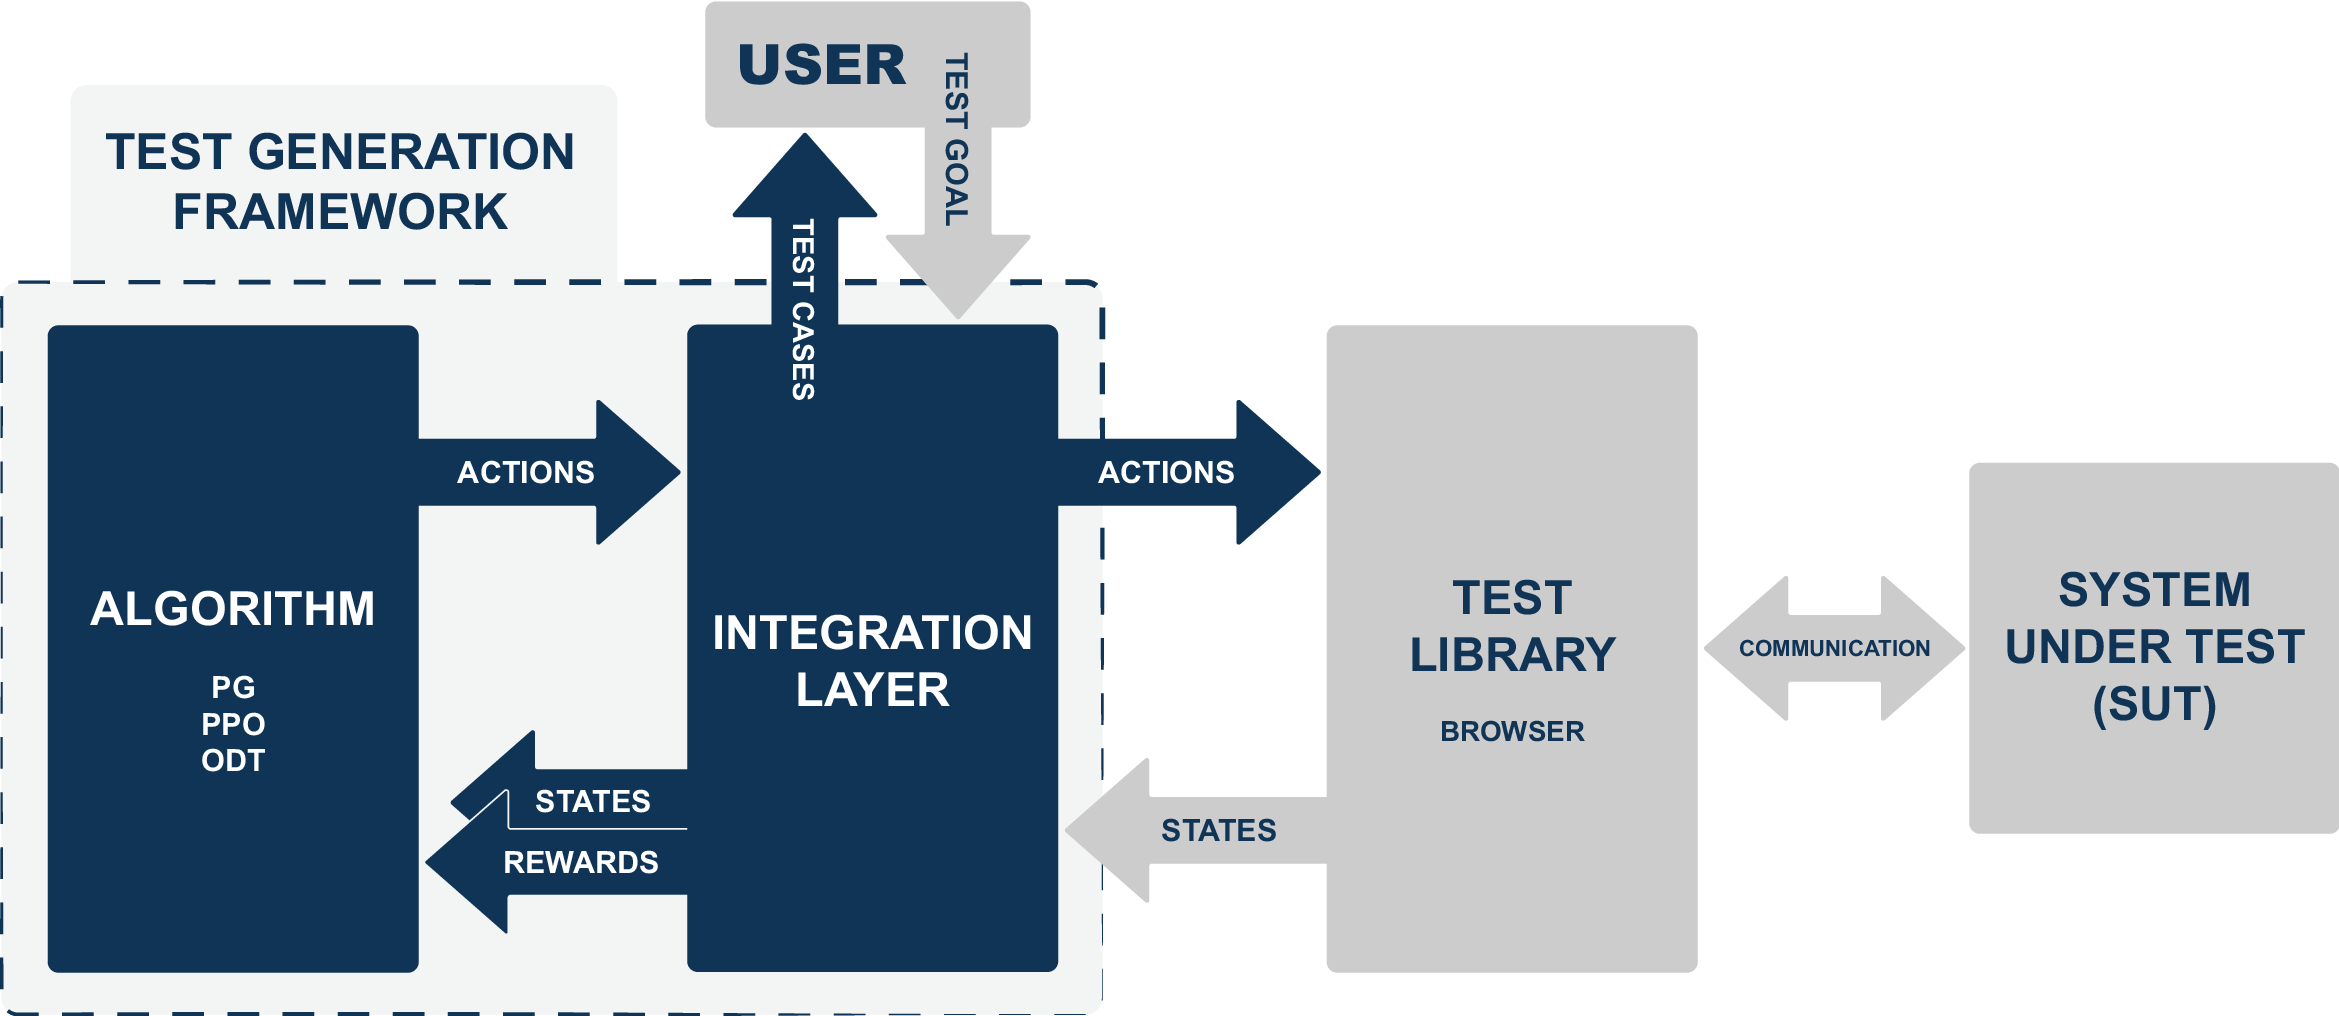 USER
TEST GOAL
TEST GENERATION
FRAMEWORK
TEST CASES
ALGORITHM
PG
PPO
ODT
ACTIONS
STATES
REWARDS
INTEGRATION
LAYER
ACTIONS
STATES
TEST
LIBRARY
BROWSER
COMMUNICATION
SYSTEM
UNDER TEST
(SUT)